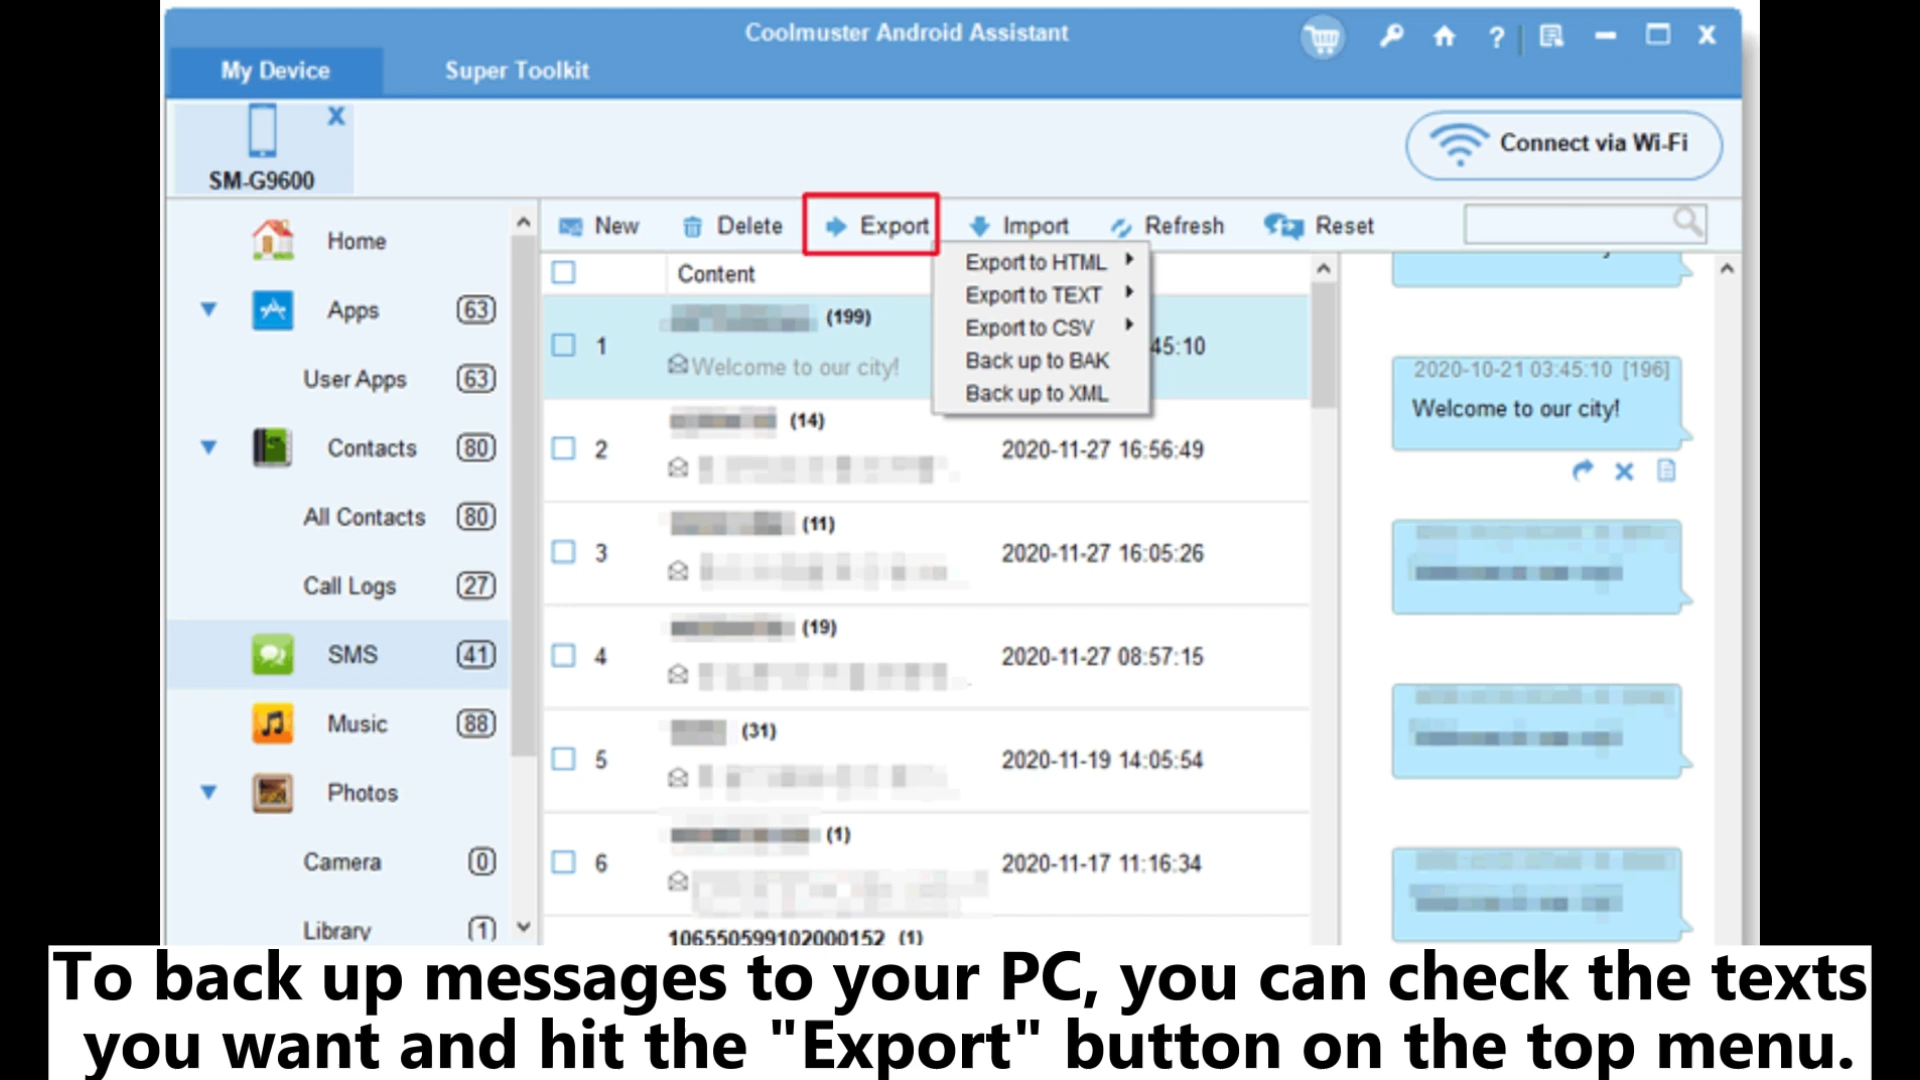 Coolmuster Android Assistant
?
My Device
Super Toolkit
X
SM-G9600
Connect via Wi-Fi
New
Delete
Export
Import
Refresh
Reset
Home
Apps
63
User Apps
63
Contacts
80
All Contacts
80
Call Logs
27
SMS
41
Music
88
Photos
Camera
0
Library
1
Content
Export to HTML
Export to TEXT
Export to CSV
Back up to BAK
Back up to XML
1
(199)
Welcome to our city!
45:10
2
(14)
2020-11-27 16:56:49
3
(11)
2020-11-27 16:05:26
4
(19)
2020-11-27 08:57:15
5
(31)
2020-11-19 14:05:54
6
(1)
2020-11-17 11:16:34
106550599102000152 (1)
2020-10-21 03:45:10 [196]
Welcome to our city!
To back up messages to your PC, you can check the texts
you want and hit the "Export" button on the top menu.